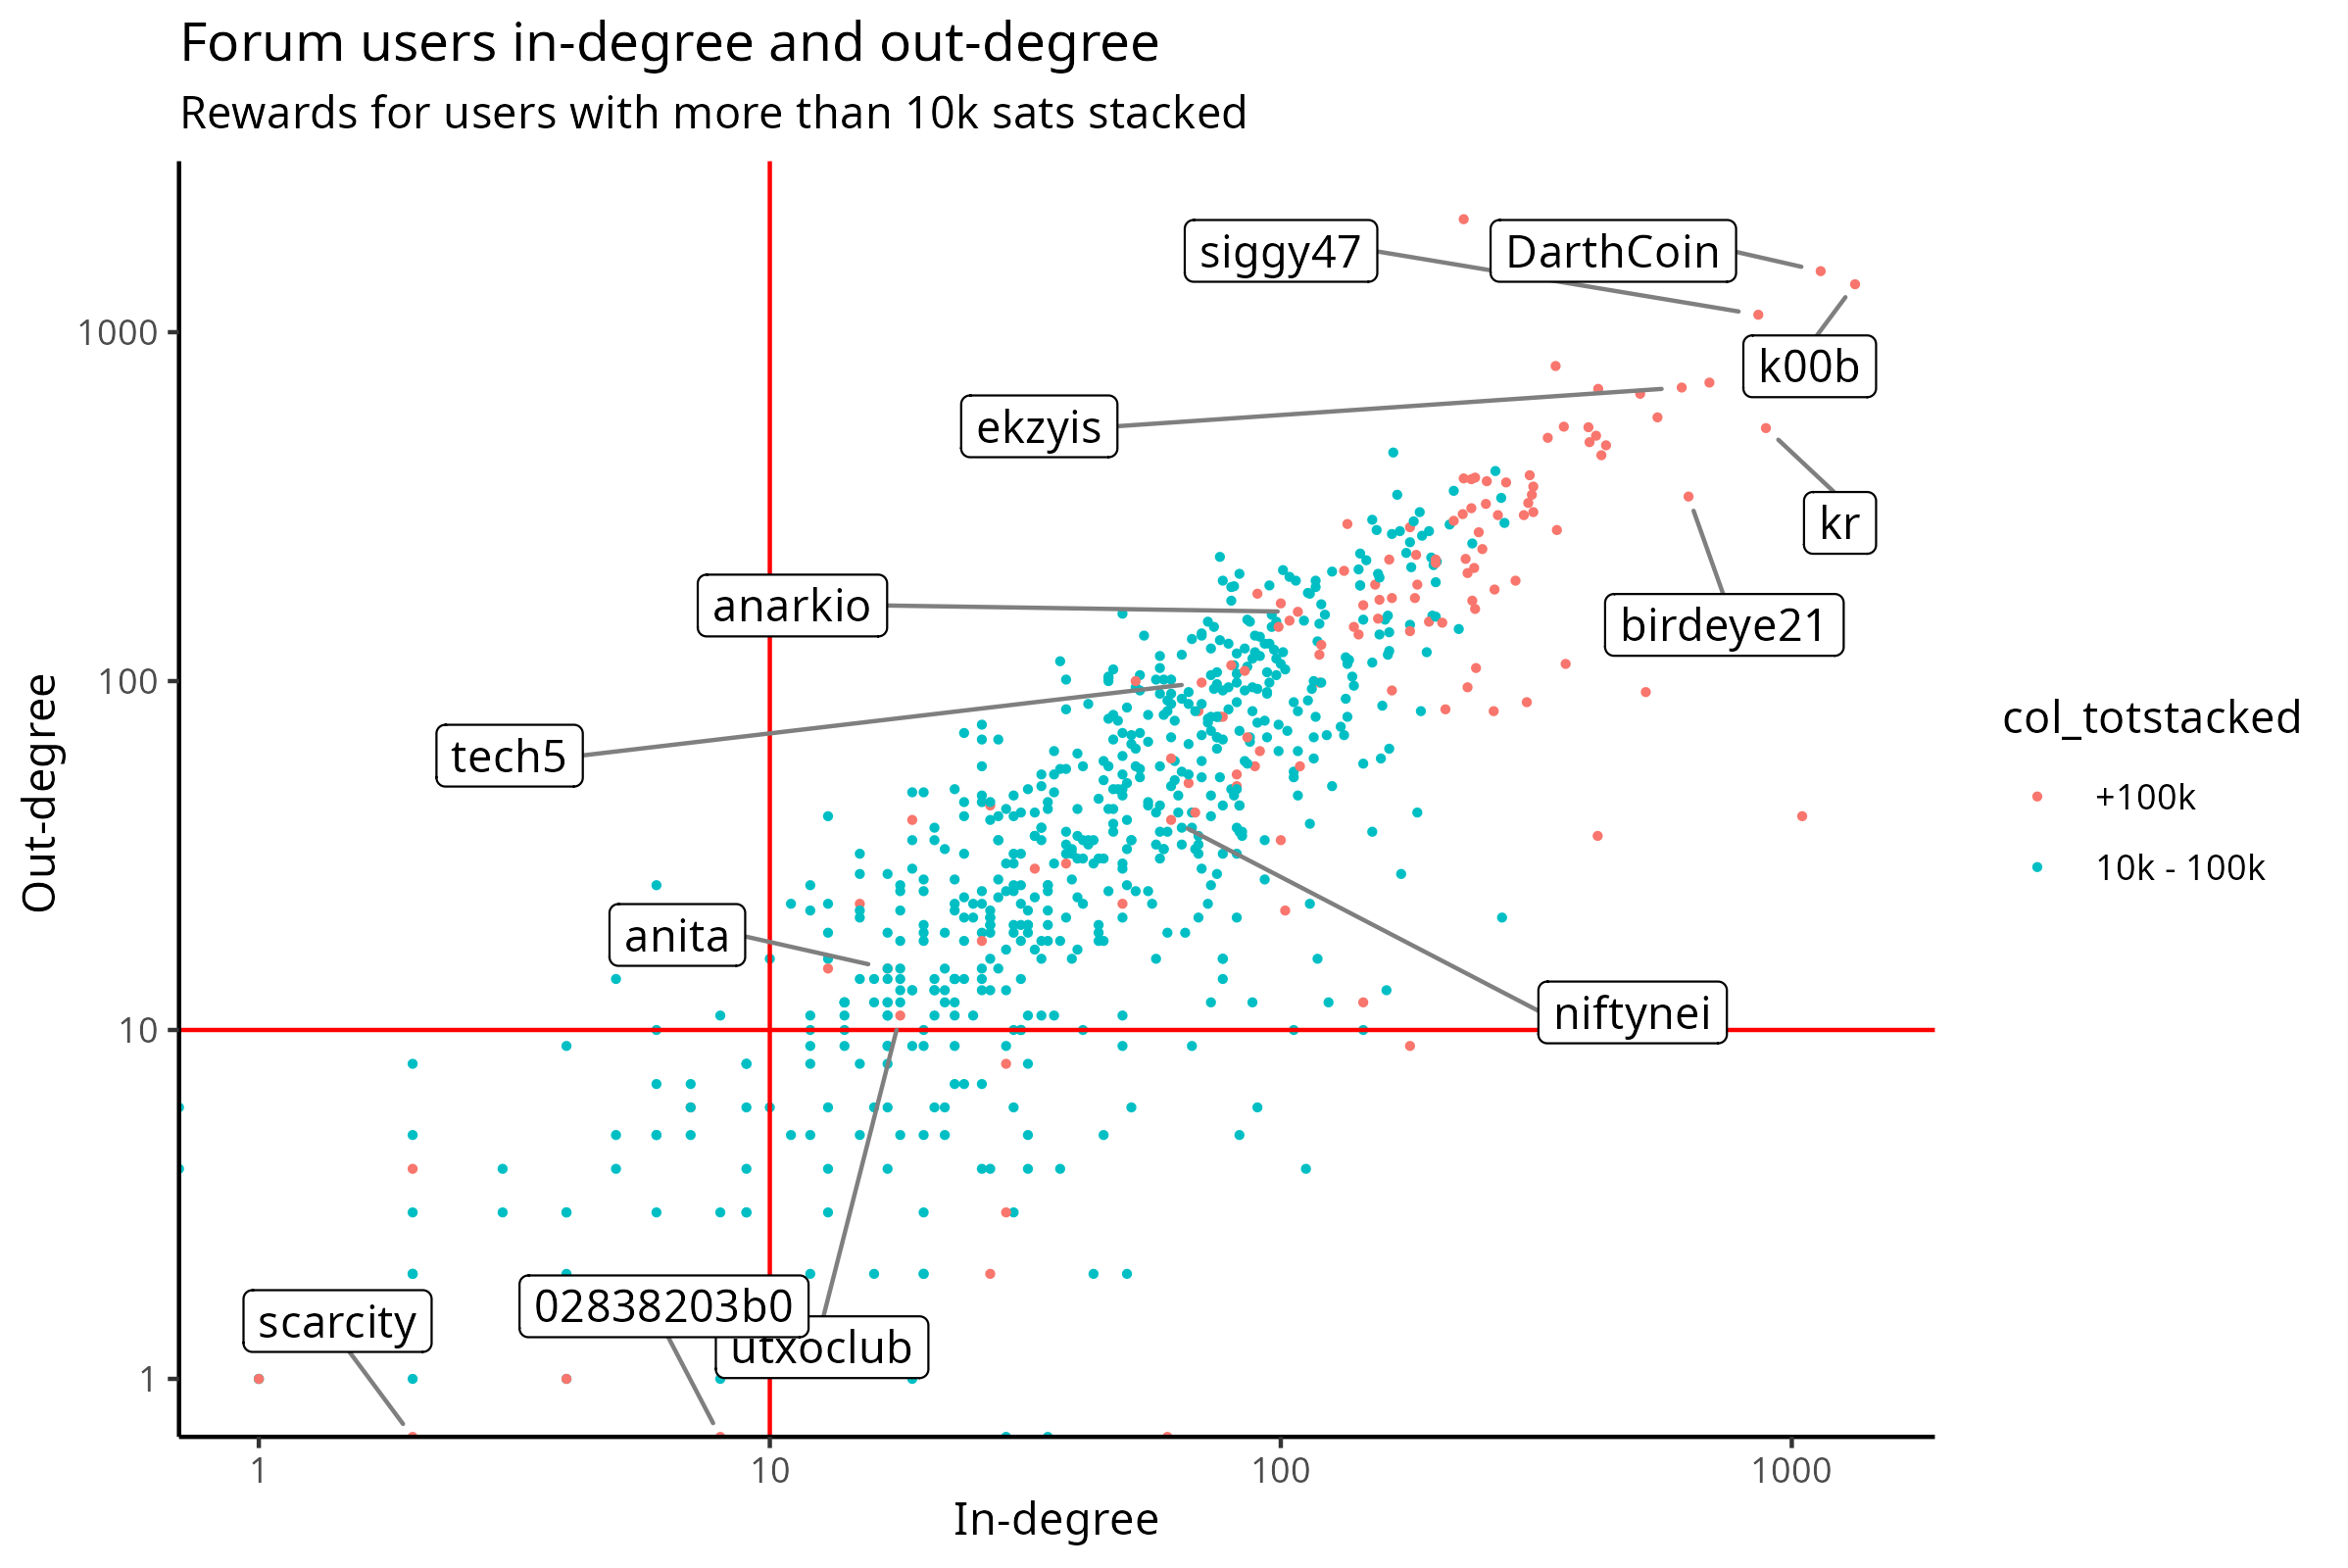 Forum users in-degree and out-degree
Rewards for users with more than 10k sats stacked
siggy47
DarthCoin
1000
k00b
ekzyis
kr
anarkio
birdeye21
100
tech5
anita
niftynei
10
scarcity
02838203b0
utxoclub
1
Out-degree
1
10
100
1000
In-degree
col_totstacked
+100k
10k - 100k